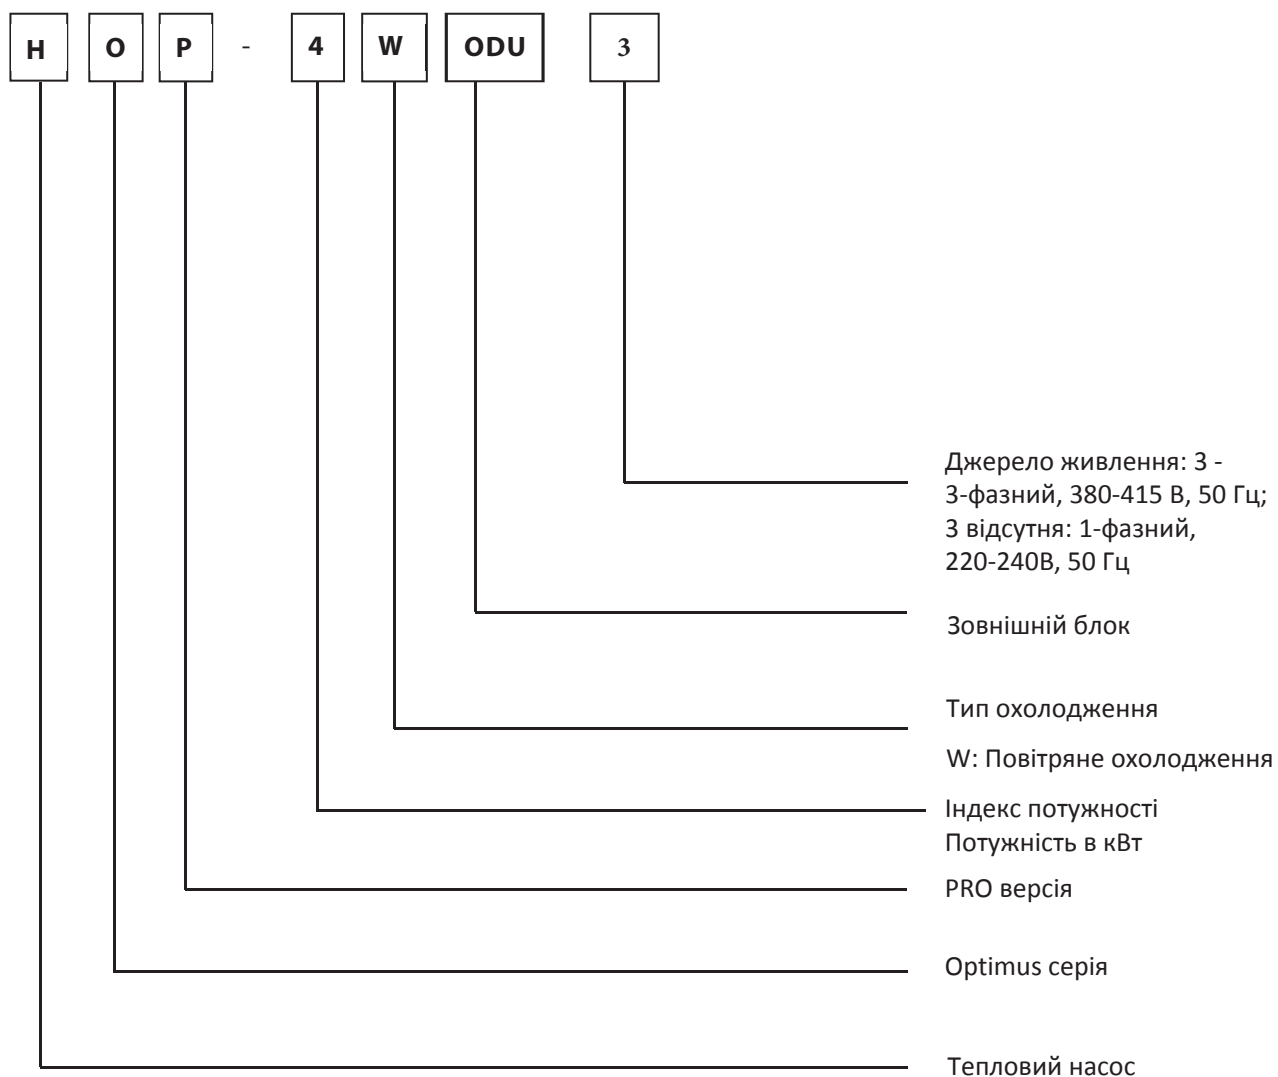 H O P - 4 W ODU 3
Джерело живлення: 3 -
3-фазний, 380-415 В, 50 Гц;
3 відсутня: 1-фазний,
220-240В, 50 Гц
Зовнішній блок
Тип охолодження
W: Повітряне охолодження
Індекс потужності
Потужність в кВт
PRO версія
Optimus серія
Тепловий насос